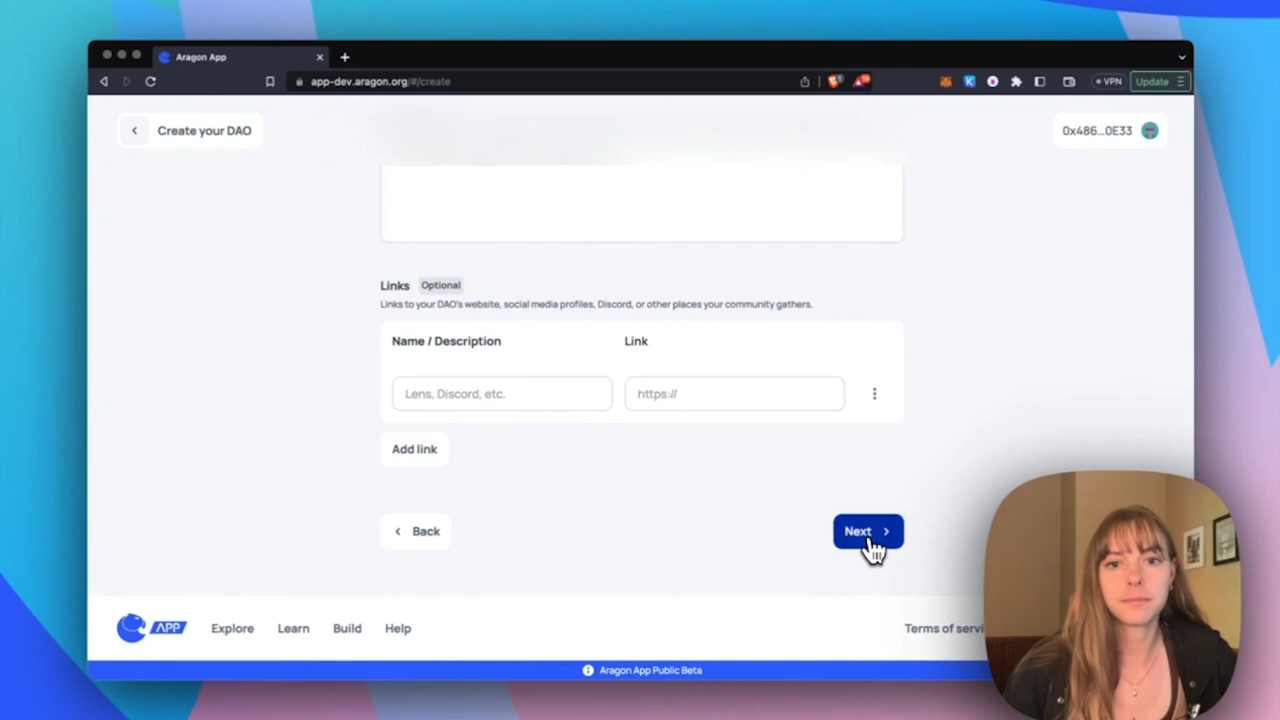 Aragon App
app-dev.aragon.org/#/create
VPN
Update
Create your DAO
0x486...0E33
Links Optional
Links to your DAO's website, social media profiles, Discord, or other places your community gathers.
Name / Description Link
Lens, Discord, etc. https://
Add link
Back Next
APP Explore Learn Build Help Terms of servi
Aragon App Public Beta